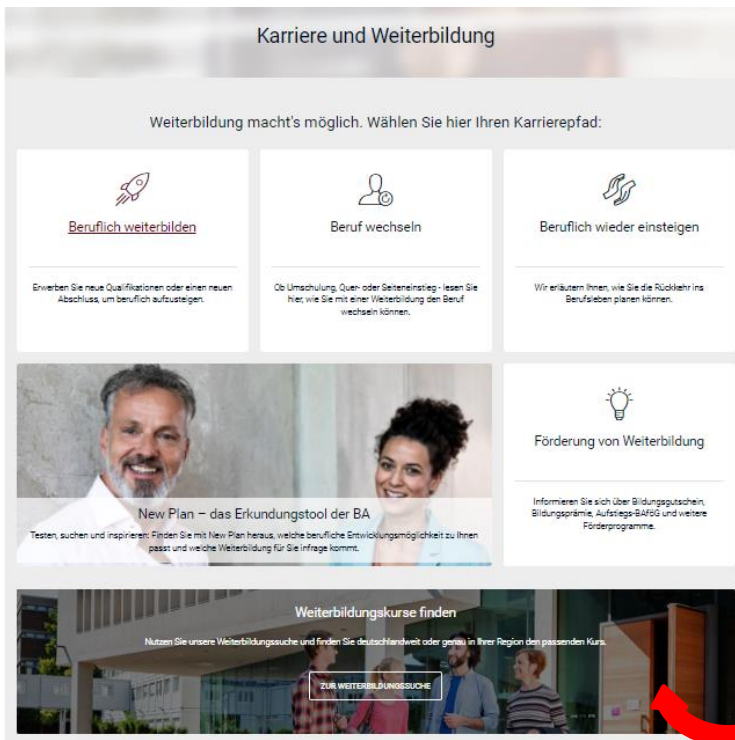 Karriere und Weiterbildung
Weiterbildung macht's möglich. Wählen Sie hier Ihren Karrierepfad:
Beruflich weiterbilden
Erwerben Sie neue Qualifikationen oder einen neuen
Abschluss, um beruflich aufzusteigen.
Beruf wechseln
Ob Umschulung, Quer- oder Seiteneinstieg - lesen Sie
hier, wie Sie mit einer Weiterbildung den Beruf
wechseln können.
Beruflich wieder einsteigen
Wir erläutern Ihnen, wie Sie die Rückkehr ins
Berufsleben planen können.
New Plan – das Erkundungstool der BA
Testen, suchen und inspirieren: Finden Sie mit New Plan heraus, welche berufliche Entwicklungsmöglichkeit zu Ihnen
passt und welche Weiterbildung für Sie infrage kommt.
Förderung von Weiterbildung
Informieren Sie sich über Bildungsgutschein,
Bildungsprämie, Aufstiegs-BAföG und weitere
Förderprogramme.
Weiterbildungskurse finden
Nutzen Sie unsere Weiterbildungssuche und finden Sie deutschlandweit oder genau in Ihrer Region den passenden Kurs.
ZUR WEITERBILDUNGSSUCHE